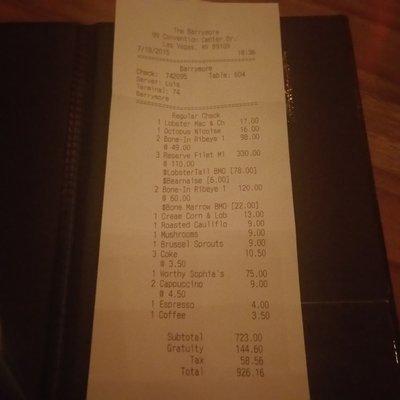 The Barrymore
99 Convention Center Dr.
Las Vegas, NV 89109
7/19/2015 18:36
Barrymore
Check: 742095 Table: 604
Server: Luis
Terminal: 74
Barrymore
Regular Check
1 Lobster Mac & Ch 17.00
1 Octopus Nicoise 16.00
2 Bone-In Ribeye 1 98.00
@ 49.00
3 Reserve Filet Mi 330.00
@ 110.00
$LobsterTail BMO [78.00]
$Bearnaise [6.00]
2 Bone-In Ribeye 1 120.00
@ 60.00
$Bone Marrow BMO [22.00]
1 Cream Corn & Lob 13.00
1 Roasted Cauliflo 9.00
1 Mushrooms 9.00
1 Brussel Sprouts 9.00
3 Coke 10.50
@ 3.50
1 Worthy Sophia's 75.00
2 Cappuccino 9.00
@ 4.50
1 Espresso 4.00
1 Coffee 3.50
Subtotal 723.00
Gratuity 144.60
Tax 58.56
Total 926.16